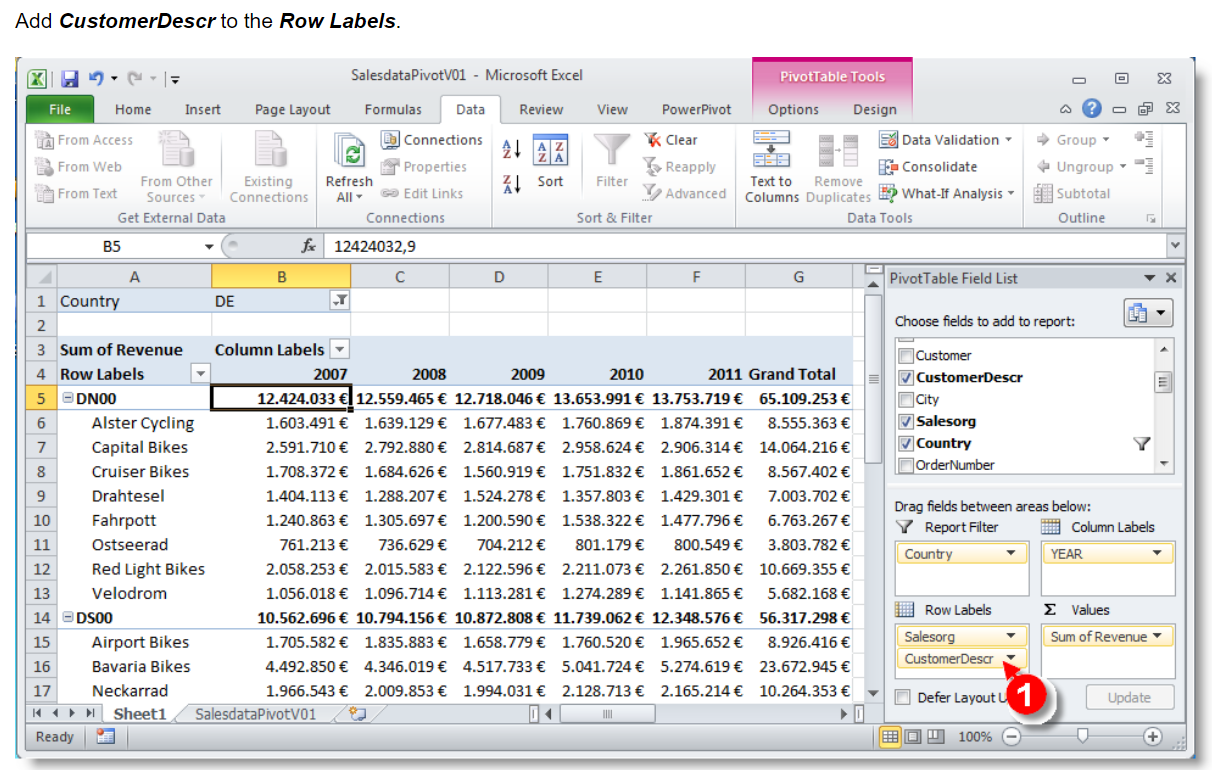 Add CustomerDescr to the Row Labels.
SalesdataPivotV01 - Microsoft Excel
PivotTable Tools
File Home Insert Page Layout Formulas Data Review View PowerPivot Options Design
From Access
From Web
From Text
From Other Sources
Existing Connections
Get External Data
Refresh All
Connections
Properties
Edit Links
Connections
Sort
Filter
Clear
Reapply
Advanced
Sort & Filter
Text to Columns
Remove Duplicates
Data Validation
Consolidate
What-If Analysis
Data Tools
Group
Ungroup
Subtotal
Outline
B5 fx 12424032,9
A B C D E F G
1 Country DE
2
3 Sum of Revenue Column Labels
4 Row Labels 2007 2008 2009 2010 2011 Grand Total
5 DN00 12.424.033 € 12.559.465 € 12.718.046 € 13.653.991 € 13.753.719 € 65.109.253 €
6 Alster Cycling 1.603.491 € 1.639.129 € 1.677.483 € 1.760.869 € 1.874.391 € 8.555.363 €
7 Capital Bikes 2.591.710 € 2.792.880 € 2.814.687 € 2.958.624 € 2.906.314 € 14.064.216 €
8 Cruiser Bikes 1.708.372 € 1.684.626 € 1.560.919 € 1.751.832 € 1.861.652 € 8.567.402 €
9 Drahtesel 1.404.113 € 1.288.207 € 1.524.278 € 1.357.803 € 1.429.301 € 7.003.702 €
10 Fahrpott 1.240.863 € 1.305.697 € 1.200.590 € 1.538.322 € 1.477.796 € 6.763.267 €
11 Ostseerad 761.213 € 736.629 € 704.212 € 801.179 € 800.549 € 3.803.782 €
12 Red Light Bikes 2.058.253 € 2.015.583 € 2.122.596 € 2.211.073 € 2.261.850 € 10.669.355 €
13 Velodrom 1.056.018 € 1.096.714 € 1.113.281 € 1.274.289 € 1.141.865 € 5.682.168 €
14 DS00 10.562.696 € 10.794.156 € 10.872.808 € 11.739.062 € 12.348.576 € 56.317.298 €
15 Airport Bikes 1.705.582 € 1.835.883 € 1.658.779 € 1.760.520 € 1.965.652 € 8.926.416 €
16 Bavaria Bikes 4.492.850 € 4.346.019 € 4.517.733 € 5.041.724 € 5.274.619 € 23.672.945 €
17 Neckarrad 1.966.543 € 2.009.853 € 1.994.031 € 2.128.713 € 2.165.214 € 10.264.353 €
PivotTable Field List
Choose fields to add to report:
Customer
CustomerDescr
City
Salesorg
Country
OrderNumber
Drag fields between areas below:
Report Filter Column Labels
Country YEAR
Row Labels Σ Values
Salesorg Sum of Revenue
CustomerDescr
1
Defer Layout U Update
Sheet1 SalesdataPivotV01
Ready 100%